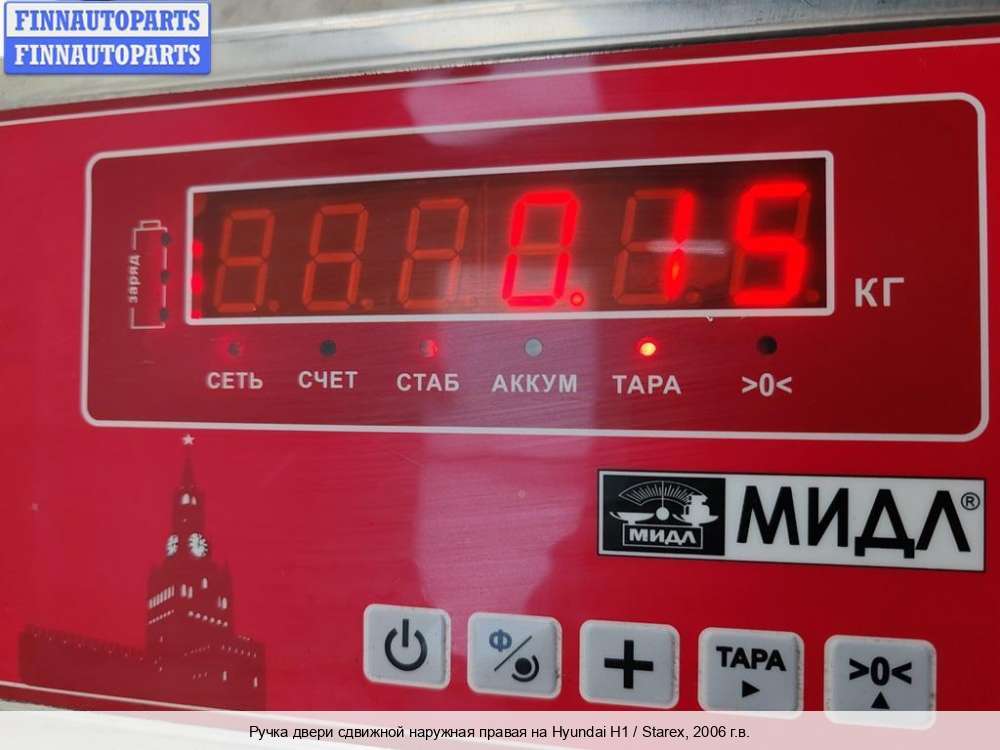 FINNAUTOPARTS
FINNAUTOPARTS
заряд
0.15
КГ
СЕТЬ СЧЕТ СТАБ АККУМ ТАРА >0<
МИДЛ МИДЛ®
Ф ТАРА >0<
Ручка двери сдвижной наружная правая на Hyundai H1 / Starex, 2006 г.в.